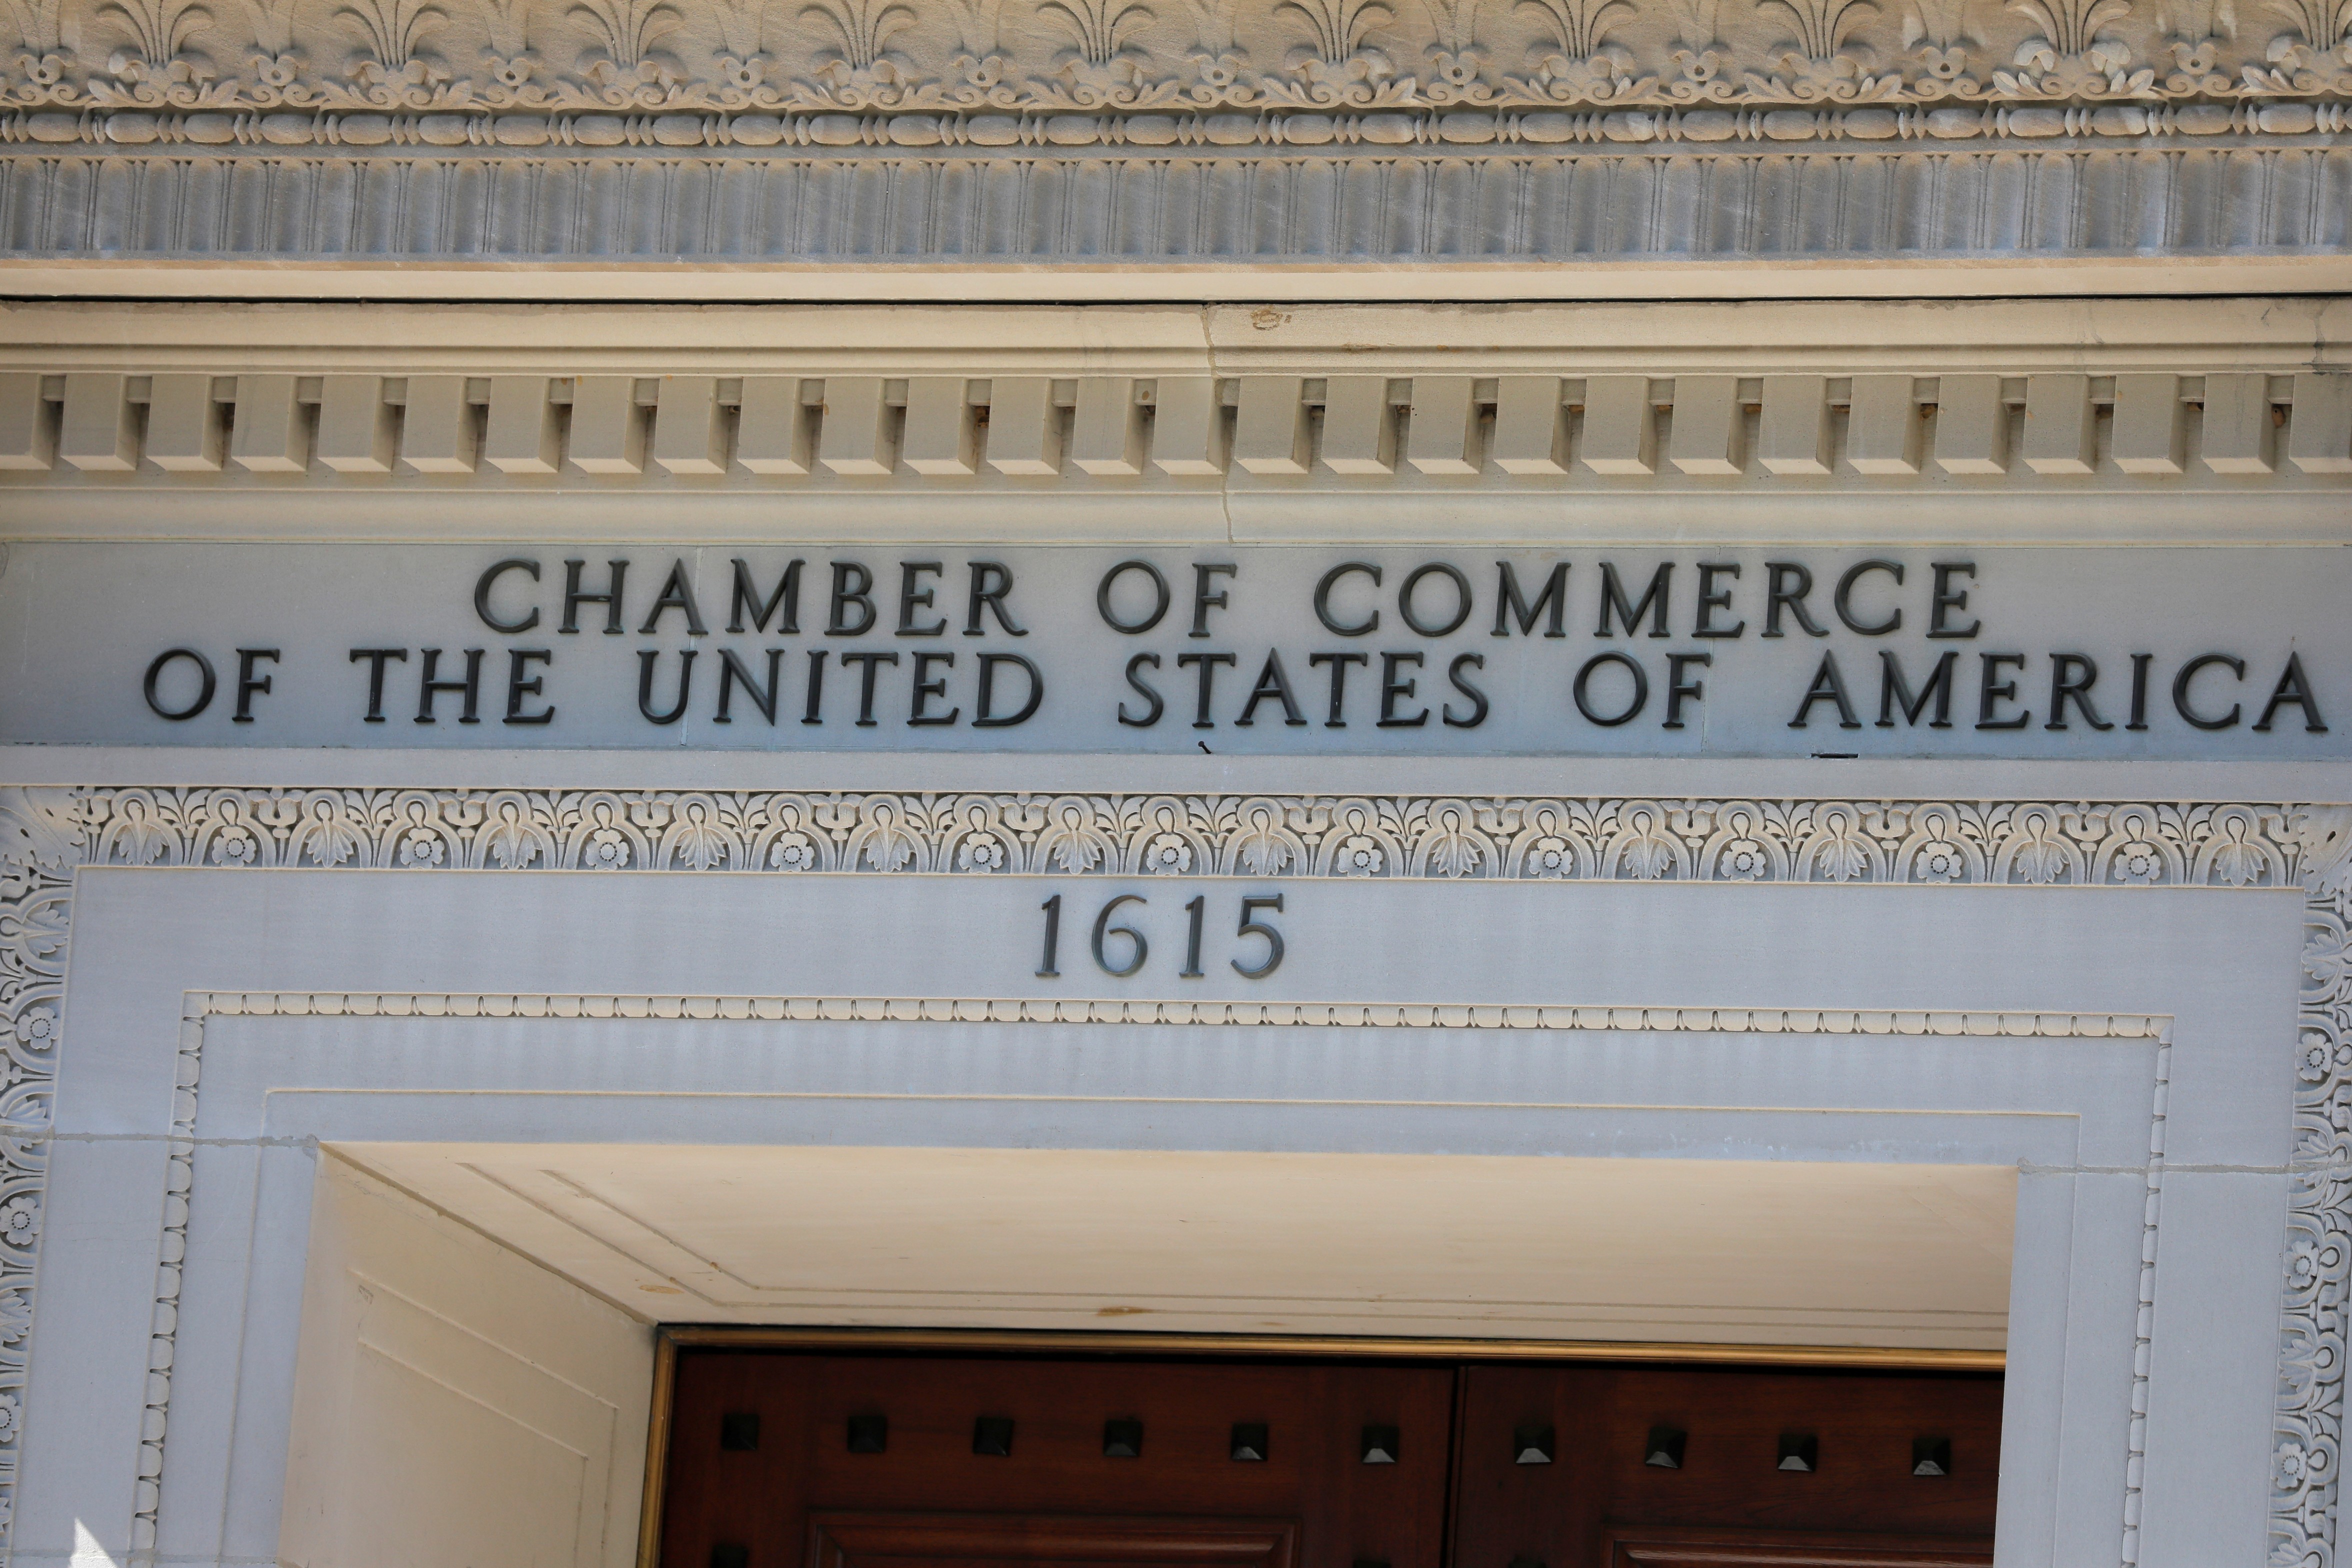 CHAMBER OF COMMERCE
OF THE UNITED STATES OF AMERICA
1615